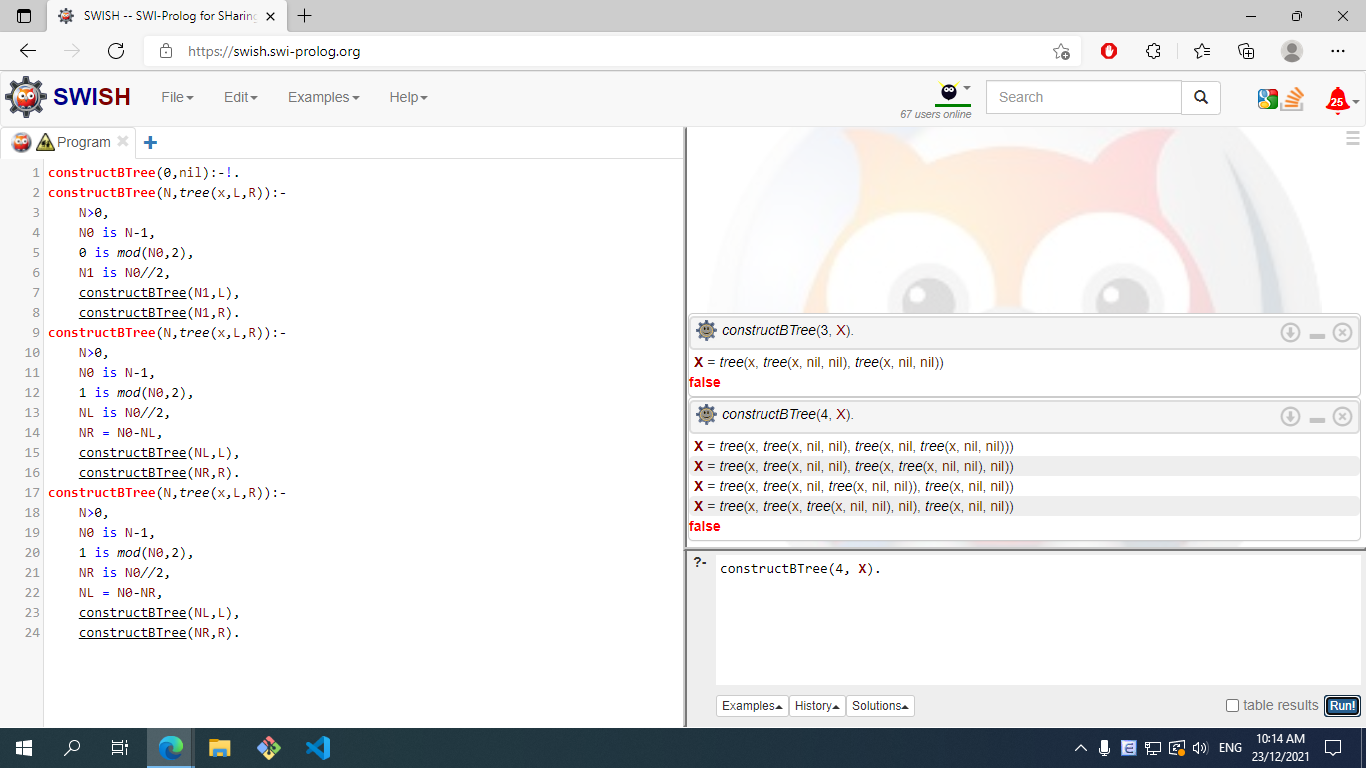 SWISH -- SWI-Prolog for SHaring
https://swish.swi-prolog.org
SWISH File Edit Examples Help
67 users online
Search
25
Program
1 constructBTree(0,nil):-!.
2 constructBTree(N,tree(x,L,R)):-
3 N>0,
4 N0 is N-1,
5 0 is mod(N0,2),
6 N1 is N0//2,
7 constructBTree(N1,L),
8 constructBTree(N1,R).
9 constructBTree(N,tree(x,L,R)):-
10 N>0,
11 N0 is N-1,
12 1 is mod(N0,2),
13 NL is N0//2,
14 NR = N0-NL,
15 constructBTree(NL,L),
16 constructBTree(NR,R).
17 constructBTree(N,tree(x,L,R)):-
18 N>0,
19 N0 is N-1,
20 1 is mod(N0,2),
21 NR is N0//2,
22 NL = N0-NR,
23 constructBTree(NL,L),
24 constructBTree(NR,R).
constructBTree(3, X).
X = tree(x, tree(x, nil, nil), tree(x, nil, nil))
false
constructBTree(4, X).
X = tree(x, tree(x, nil, nil), tree(x, nil, tree(x, nil, nil)))
X = tree(x, tree(x, nil, nil), tree(x, tree(x, nil, nil), nil))
X = tree(x, tree(x, nil, tree(x, nil, nil)), tree(x, nil, nil))
X = tree(x, tree(x, tree(x, nil, nil), nil), tree(x, nil, nil))
false
?- constructBTree(4, X).
Examples History Solutions table results Run!
ENG
10:14 AM
23/12/2021